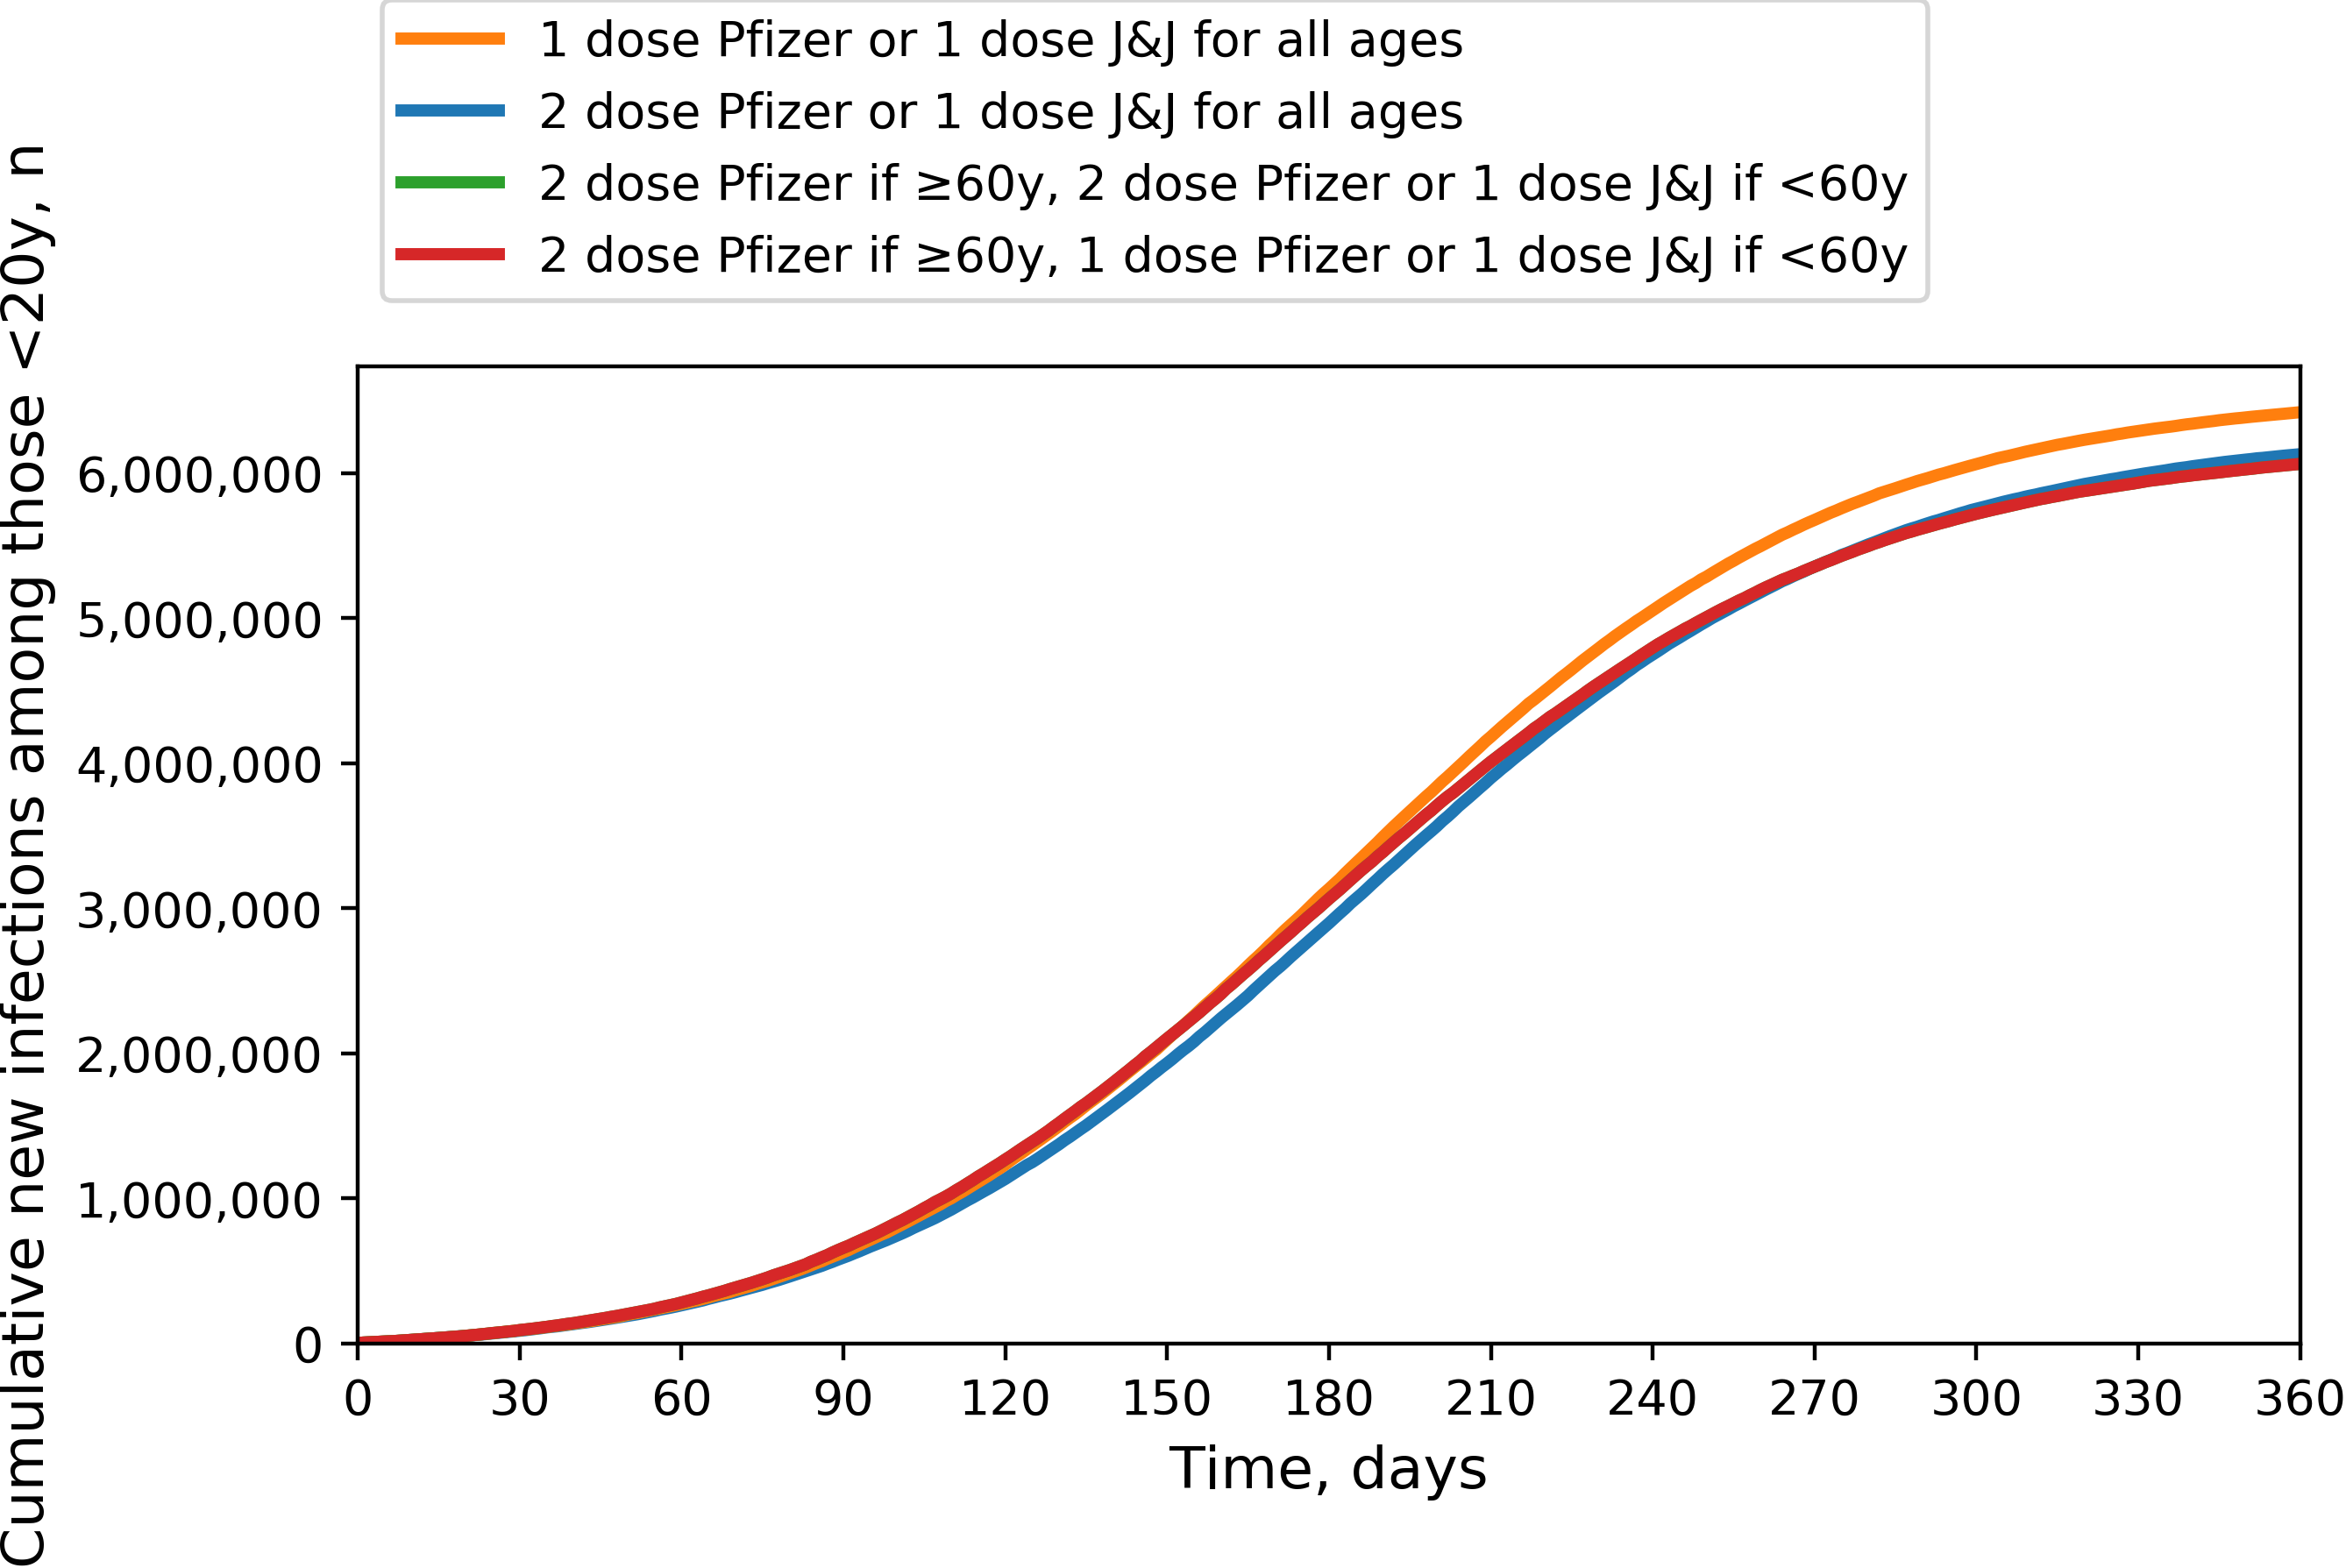 1 dose Pfizer or 1 dose J&J for all ages
2 dose Pfizer or 1 dose J&J for all ages
2 dose Pfizer if ≥60y, 2 dose Pfizer or 1 dose J&J if <60y
2 dose Pfizer if ≥60y, 1 dose Pfizer or 1 dose J&J if <60y
Cumulative new infections among those <20y, n
6,000,000
5,000,000
4,000,000
3,000,000
2,000,000
1,000,000
0
0 30 60 90 120 150 180 210 240 270 300 330 360
Time, days